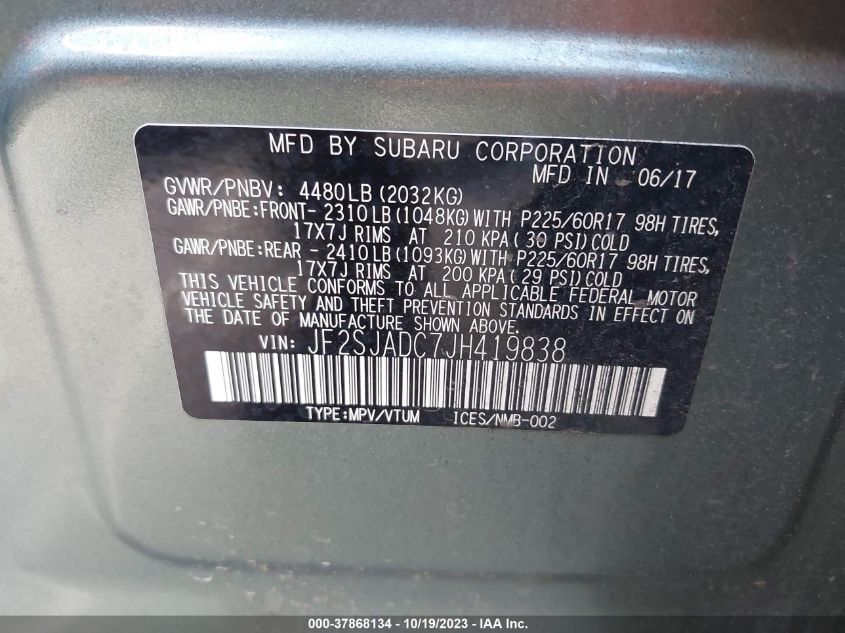 MFD BY SUBARU CORPORATION
MFD IN 06/17
GVWR/PNBV: 4480LB(2032KG)
GAWR/PNBE:FRONT- 2310LB(1048KG)WITH P225/60R17 98H TIRES,
17X7J RIMS AT 210 KPA(30 PSI)COLD
GAWR/PNBE:REAR - 2410LB(1093KG)WITH P225/60R17 98H TIRES,
17X7J RIMS AT 200 KPA(29 PSI)COLD
THIS VEHICLE CONFORMS TO ALL APPLICABLE FEDERAL MOTOR
VEHICLE SAFETY AND THEFT PREVENTION STANDARDS IN EFFECT ON
THE DATE OF MANUFACTURE SHOWN ABOVE.
VIN: JF2SJADC7JH419838
TYPE:MPV/VTUM ICES/NMB-002
000-37868134 - 10/19/2023 - IAA Inc.